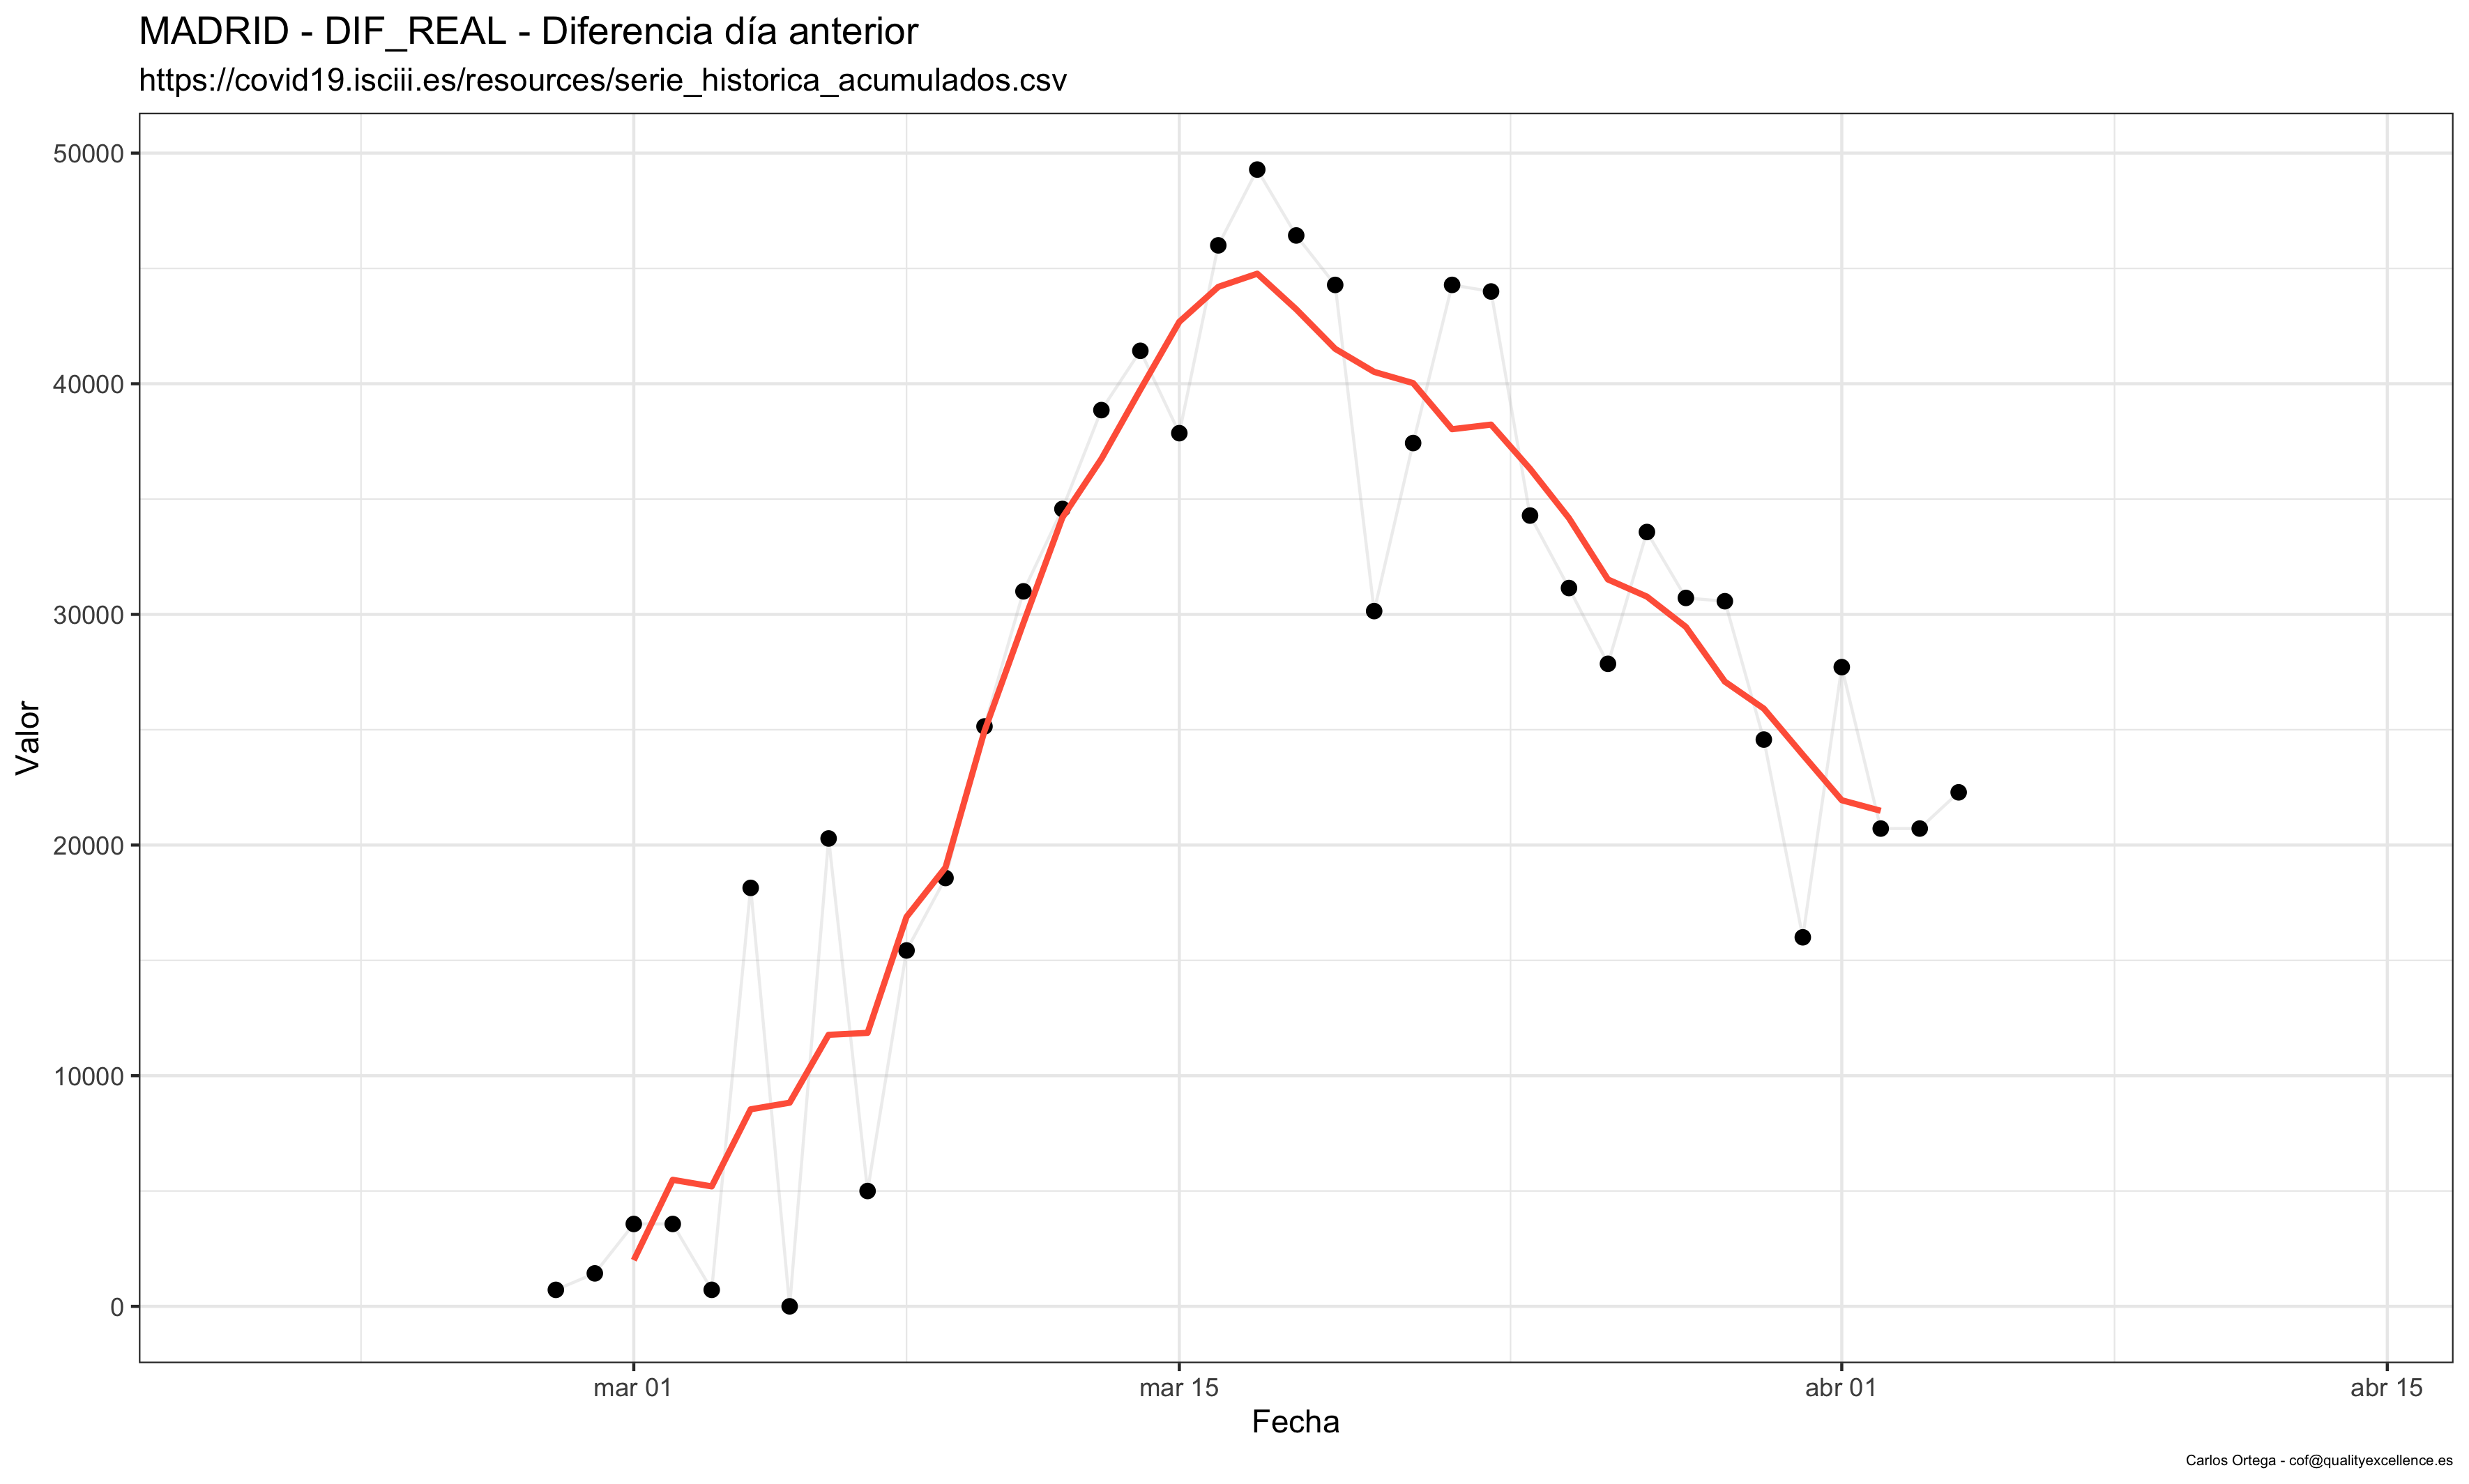 MADRID - DIF_REAL - Diferencia día anterior
https://covid19.isciii.es/resources/serie_historica_acumulados.csv
50000
40000
30000
20000
10000
0
Valor
mar 01
mar 15
abr 01
abr 15
Fecha
Carlos Ortega - cof@qualityexcellence.es